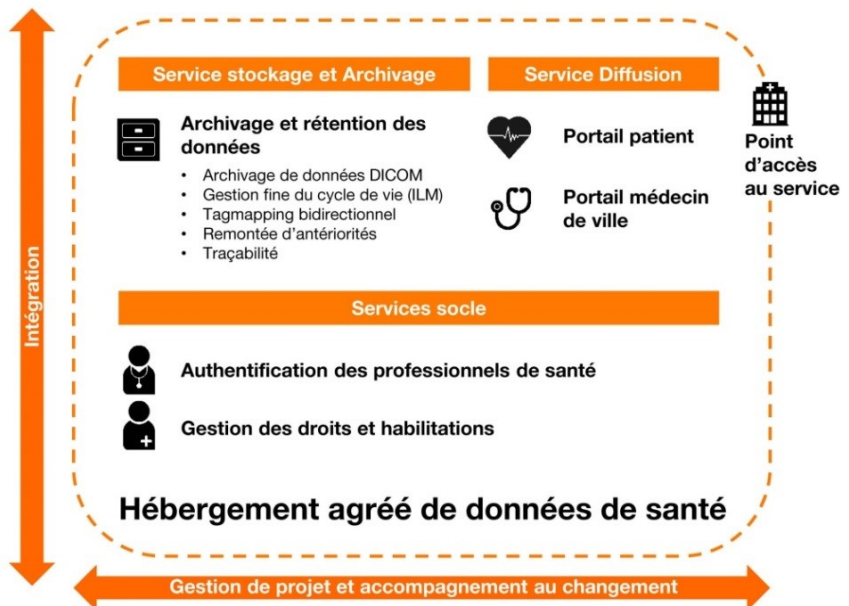 Service stockage et Archivage
Archivage et rétention des
données
• Archivage de données DICOM
• Gestion fine du cycle de vie (ILM)
• Tagmapping bidirectionnel
• Remontée d'antériorités
• Traçabilité
Service Diffusion
Portail patient
Portail médecin
de ville
Point
d'accès
au service
Intégration
Services socle
Authentification des professionnels de santé
Gestion des droits et habilitations
Hébergement agréé de données de santé
Gestion de projet et accompagnement au changement